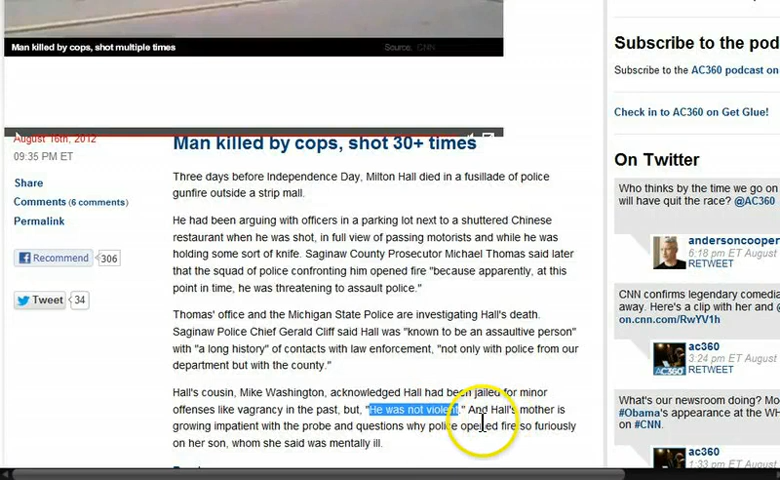 Man killed by cops, shot multiple times
Source: CNN
August 16th, 2012
09:35 PM ET
Share
Comments (6 comments)
Permalink
Recommend 306
Tweet 34
Man killed by cops, shot 30+ times
Three days before Independence Day, Milton Hall died in a fusillade of police
gunfire outside a strip mall.
He had been arguing with officers in a parking lot next to a shuttered Chinese
restaurant when he was shot, in full view of passing motorists and while he was
holding some sort of knife. Saginaw County Prosecutor Michael Thomas said later
that the squad of police confronting him opened fire "because apparently, at this
point in time, he was threatening to assault police."
Thomas' office and the Michigan State Police are investigating Hall's death.
Saginaw Police Chief Gerald Cliff said Hall was "known to be an assaultive person"
with "a long history" of contacts with law enforcement, "not only with police from our
department but with the county."
Hall's cousin, Mike Washington, acknowledged Hall had been jailed for minor
offenses like vagrancy in the past, but, "He was not violent." And Hall's mother is
growing impatient with the probe and questions why police opened fire so furiously
on her son, whom she said was mentally ill.
Subscribe to the pod
Subscribe to the AC360 podcast on
Check in to AC360 on Get Glue!
On Twitter
Who thinks by the time we go on
will have quit the race? @AC360
andersoncooper
6:18 pm ET August
RETWEET
CNN confirms legendary comedia
away. Here's a clip with her and @
on.cnn.com/RwYV1h
ac360
3:24 pm ET August
RETWEET
What's our newsroom doing? Mo
#Obama's appearance at the WH
on #CNN.
ac360
1:33 pm ET August